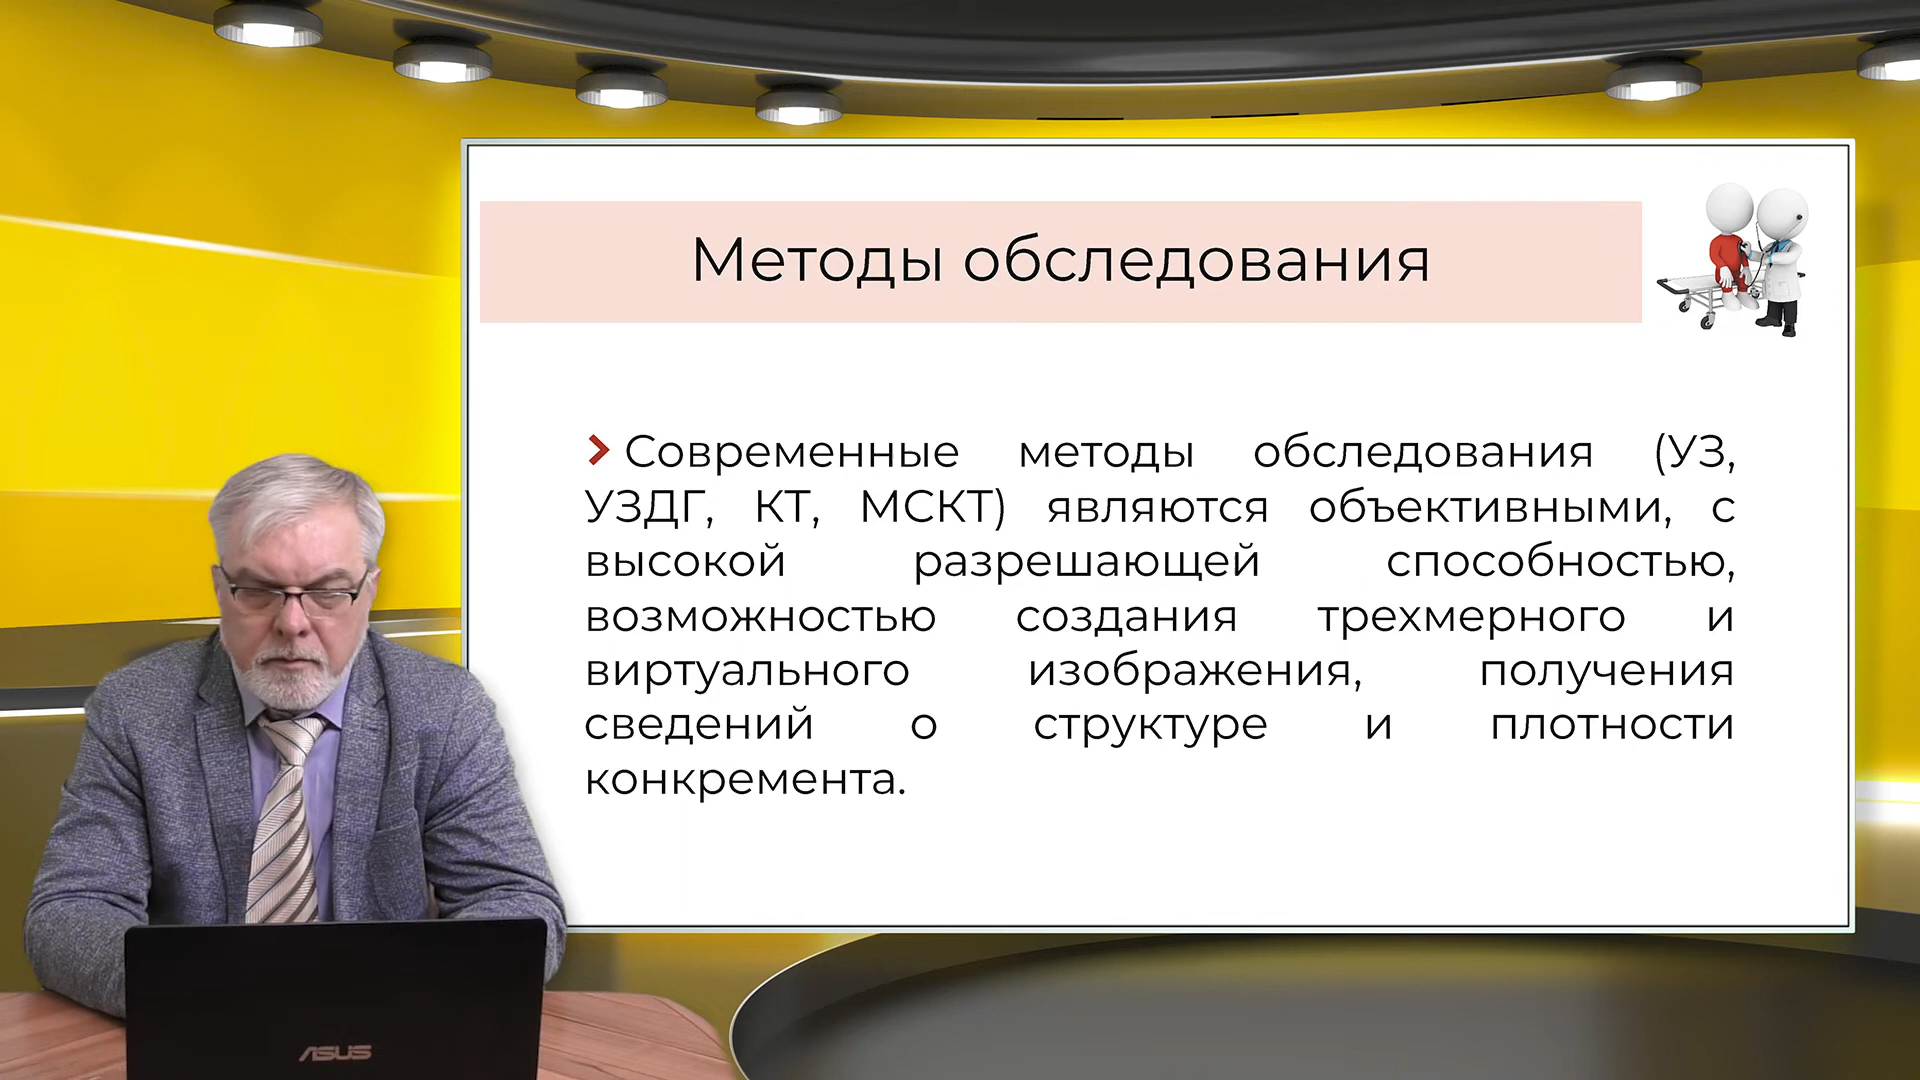 Методы обследования
Современные методы обследования (УЗ,
УЗДГ, КТ, МСКТ) являются объективными, с
высокой разрешающей способностью,
возможностью создания трехмерного и
виртуального изображения, получения
сведений о структуре и плотности
конкремента.
ASUS